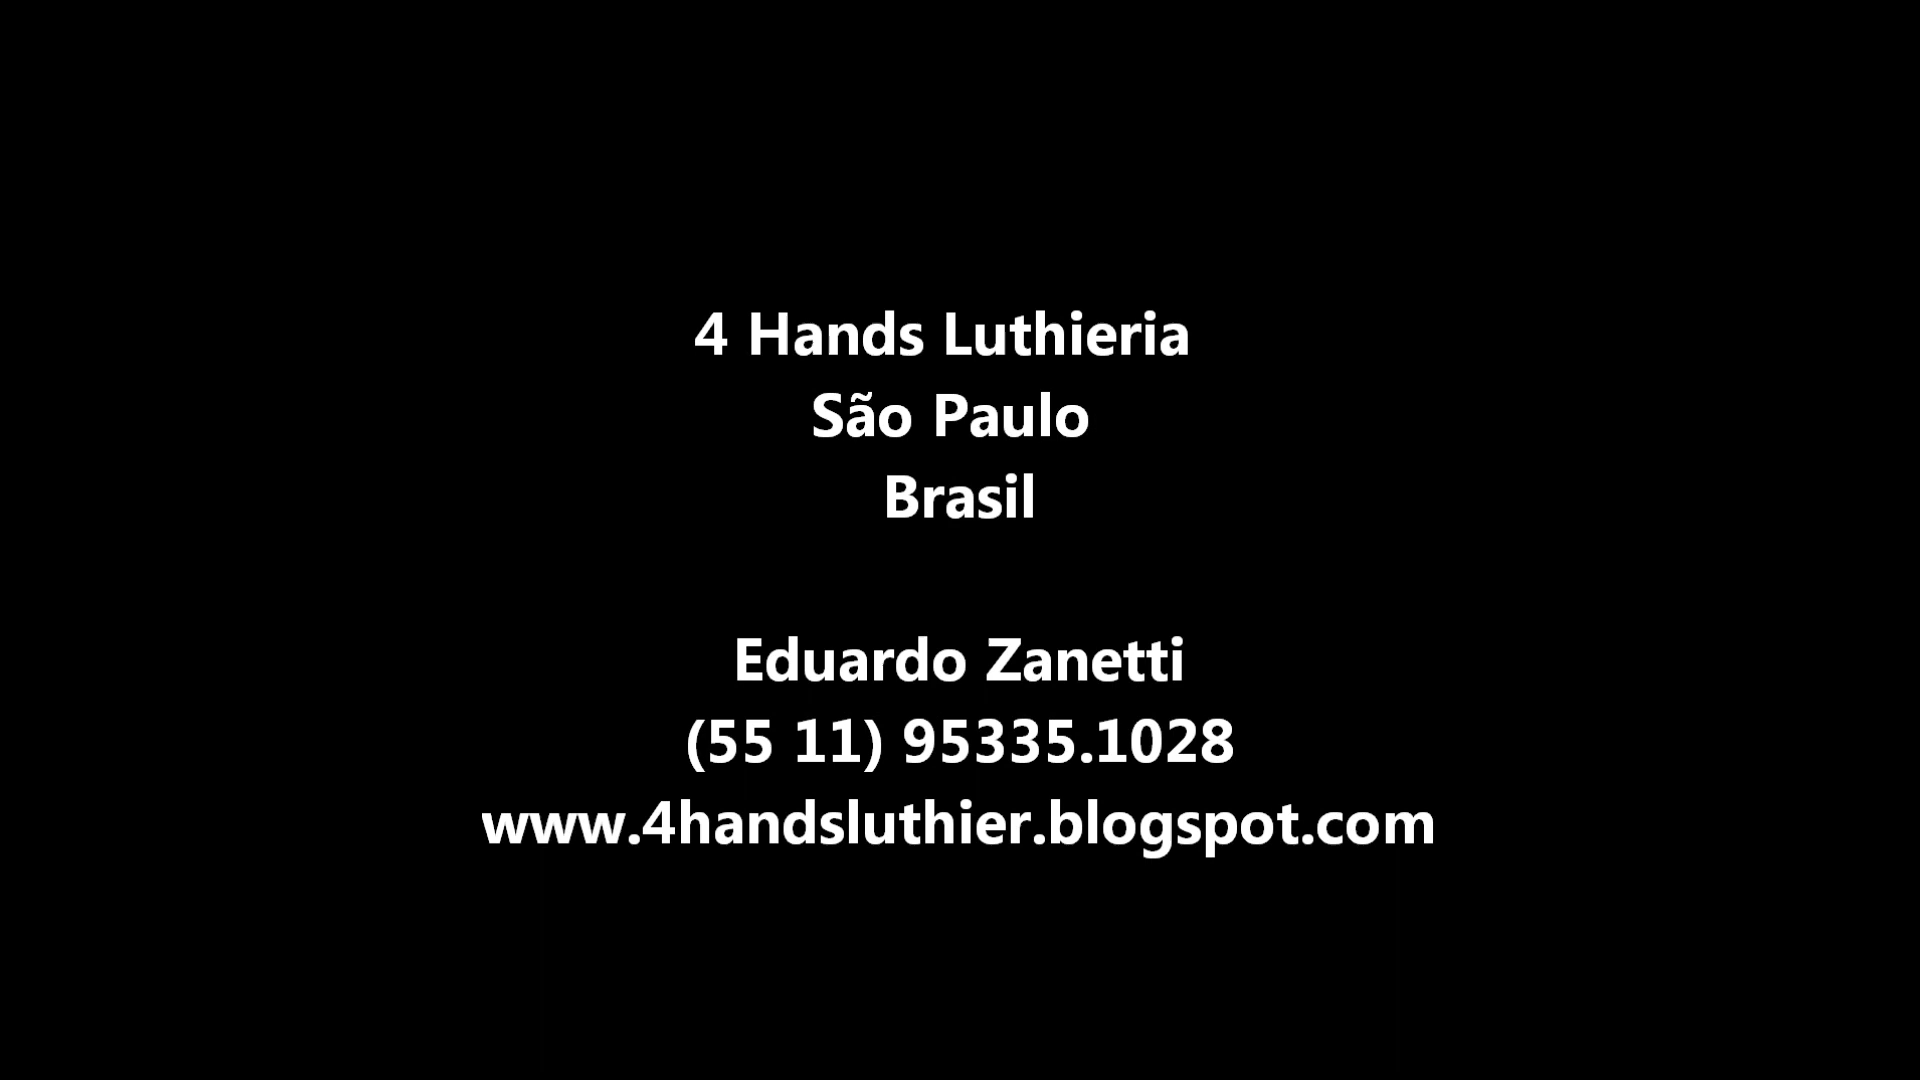 4 Hands Luthieria
São Paulo
Brasil
Eduardo Zanetti
(55 11) 95335.1028
www.4handsluthier.blogspot.com